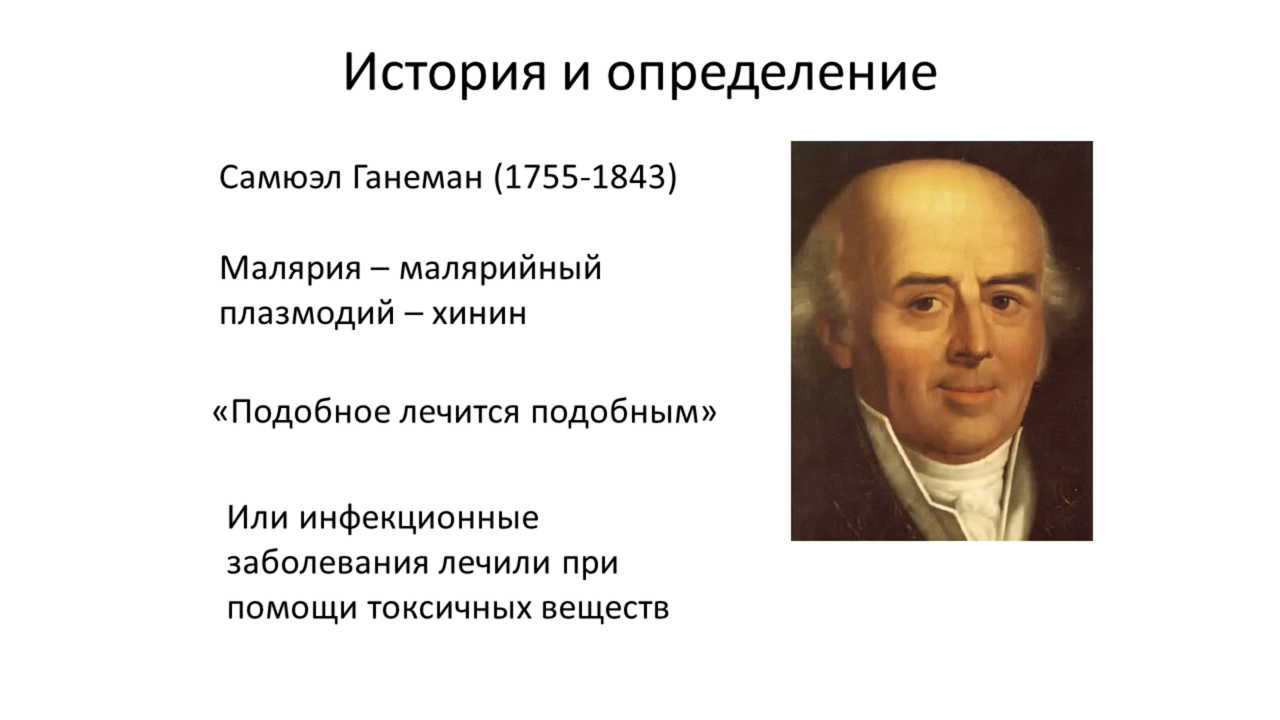 История и определение
Самюэл Ганеман (1755-1843)
Малярия – малярийный
плазмодий – хинин
«Подобное лечится подобным»
Или инфекционные
заболевания лечили при
помощи токсичных веществ